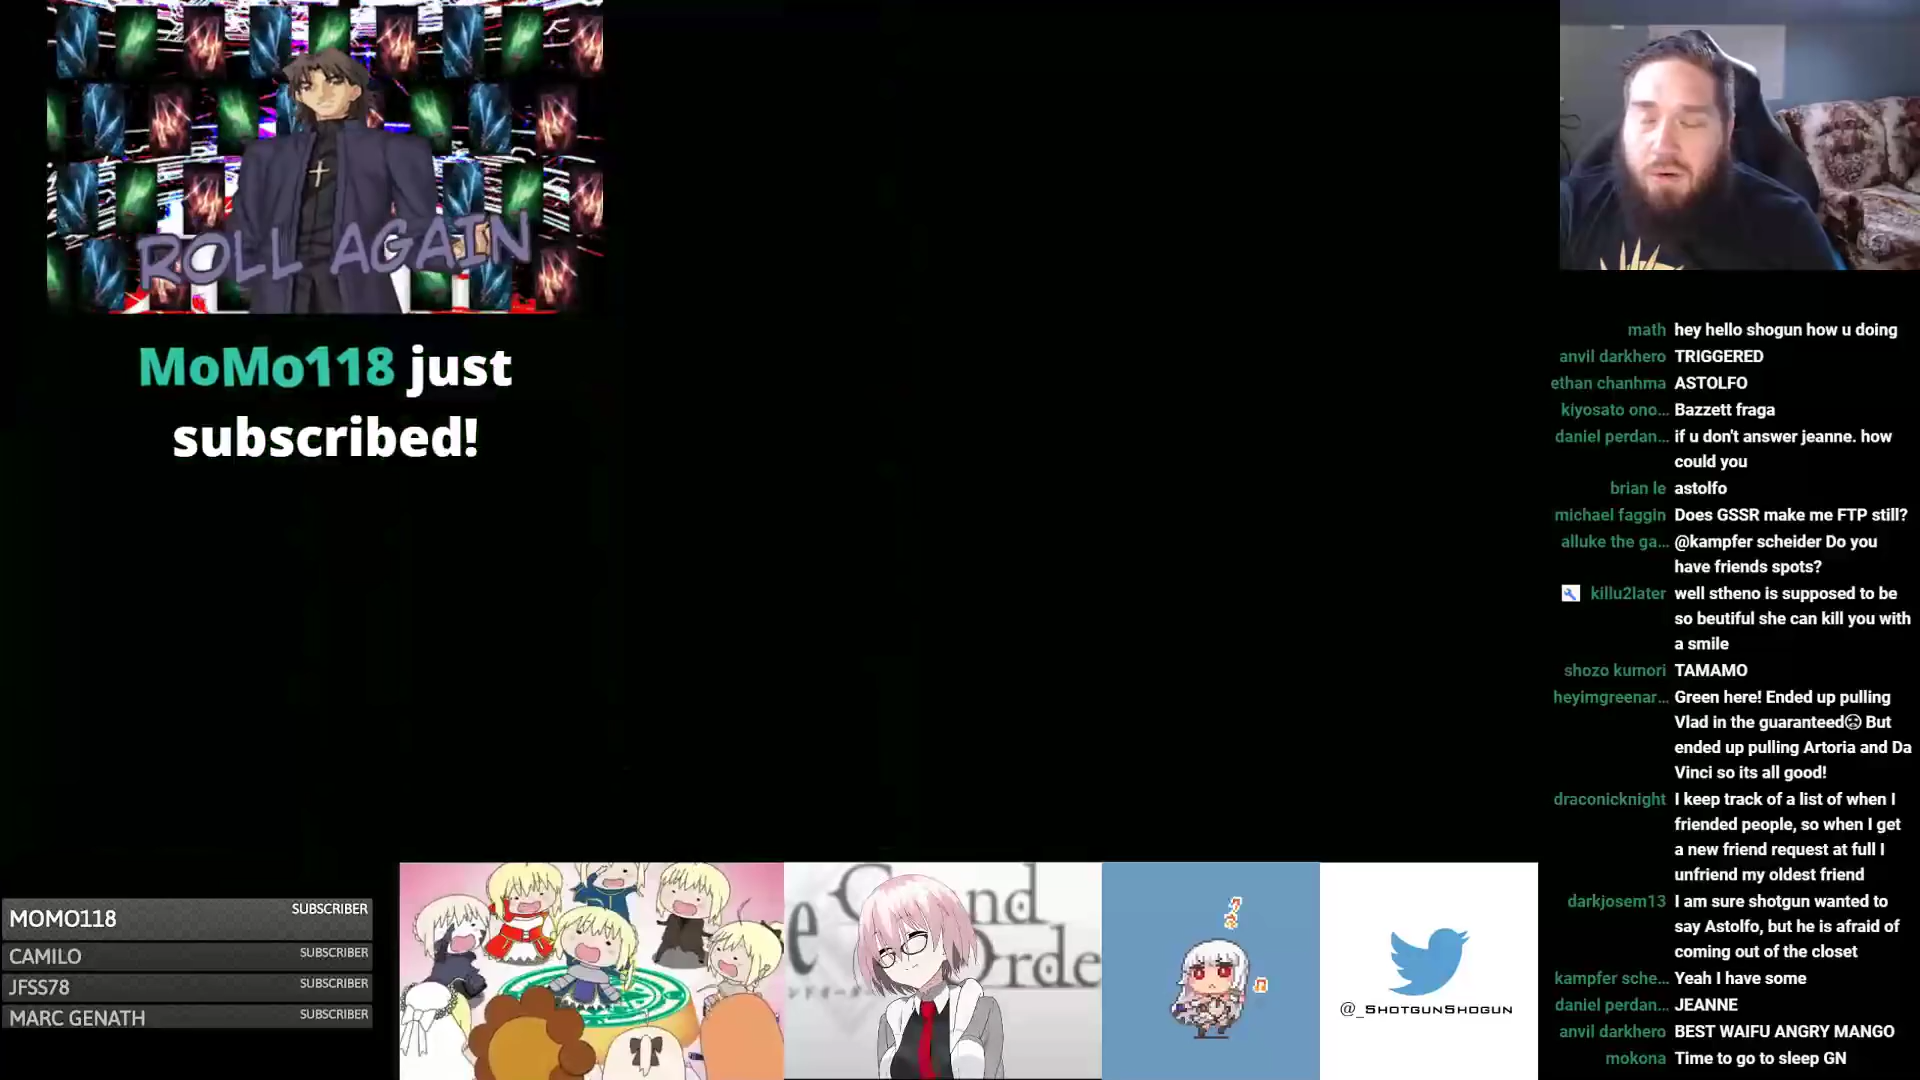 ROLL AGAIN
MoMo118 just
subscribed!
math hey hello shogun how u doing
anvil darkhero TRIGGERED
ethan chanhma ASTOLFO
kiyosato ono... Bazzett fraga
daniel perdan... if u don't answer jeanne. how
could you
brian le astolfo
michael faggin Does GSSR make me FTP still?
alluke the ga... @kampfer scheider Do you
have friends spots?
killu2later well stheno is supposed to be
so beutiful she can kill you with
a smile
shozo kumori TAMAMO
heyimgreenar... Green here! Ended up pulling
Vlad in the guaranteed☹ But
ended up pulling Artoria and Da
Vinci so its all good!
draconicknight I keep track of a list of when I
friended people, so when I get
a new friend request at full I
unfriend my oldest friend
darkjosem13 I am sure shotgun wanted to
say Astolfo, but he is afraid of
coming out of the closet
kampfer sche... Yeah I have some
daniel perdan... JEANNE
anvil darkhero BEST WAIFU ANGRY MANGO
mokona Time to go to sleep GN
MOMO118 SUBSCRIBER
CAMILO SUBSCRIBER
JFSS78 SUBSCRIBER
MARC GENATH SUBSCRIBER
e Grand
Order
@_SHOTGUNSHOGUN